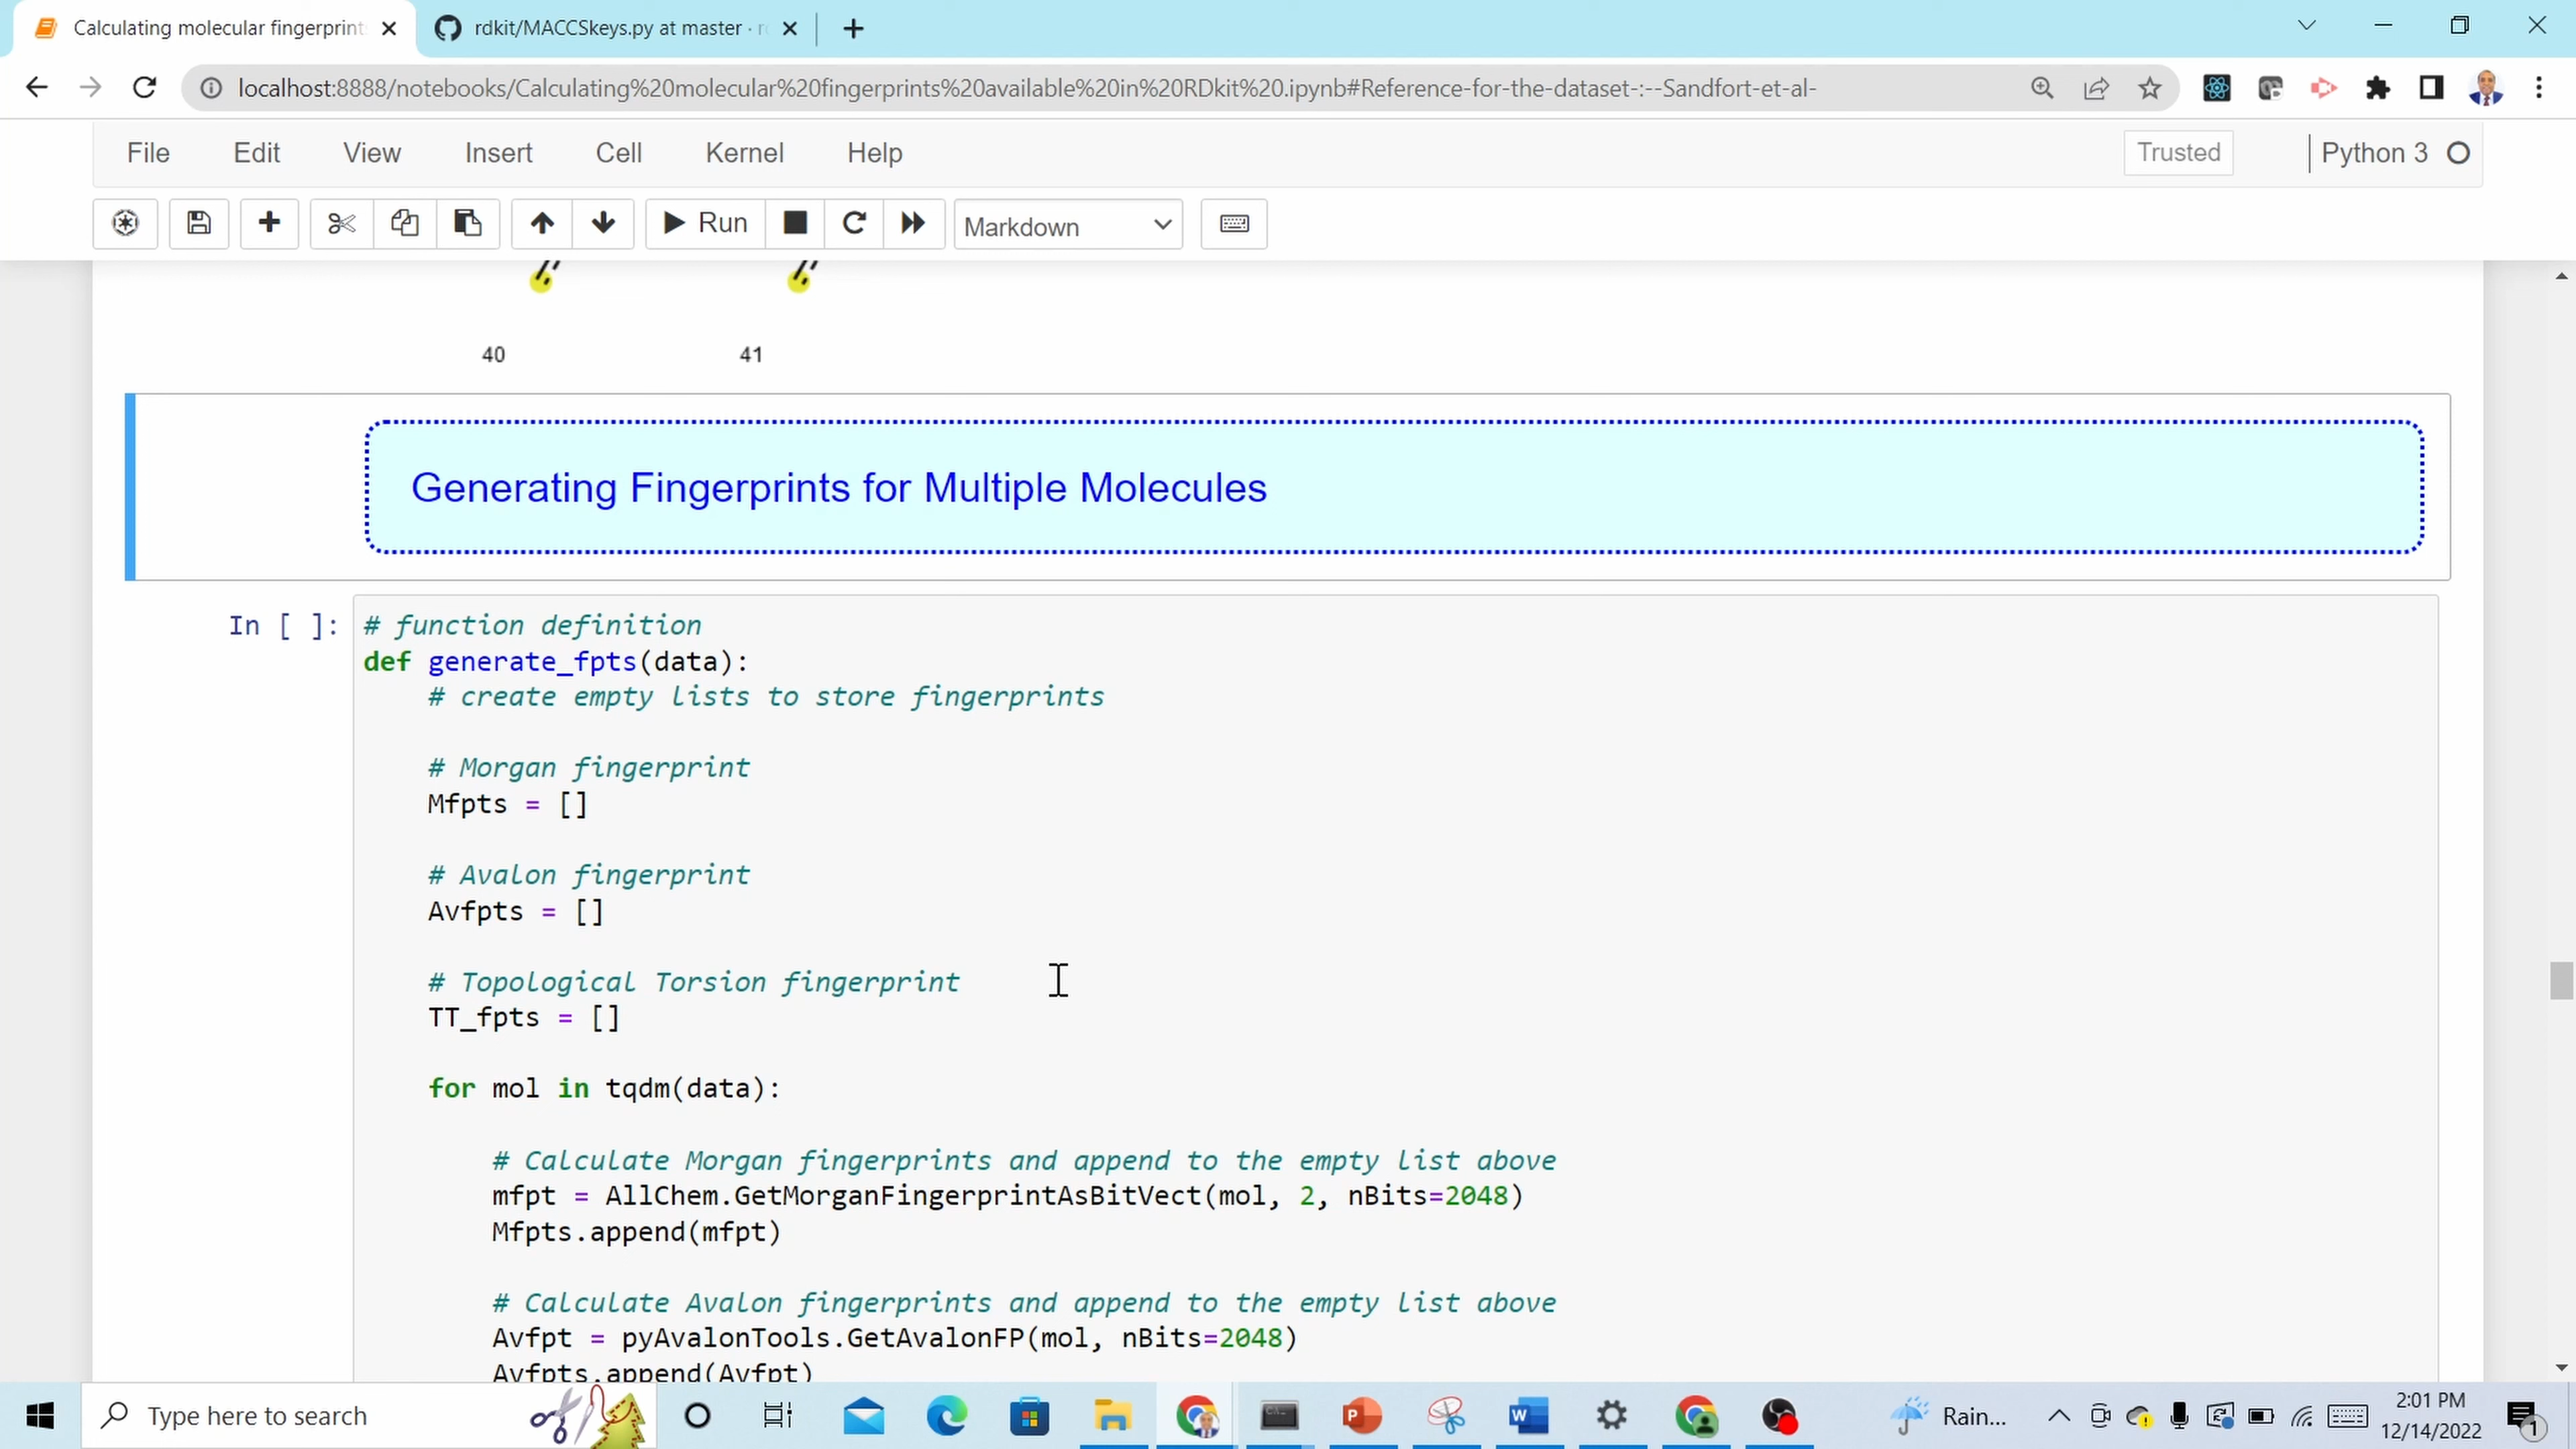 Calculating molecular fingerprint
rdkit/MACCSkeys.py at master · r
localhost:8888/notebooks/Calculating%20molecular%20fingerprints%20available%20in%20RDkit%20.ipynb#Reference-for-the-dataset-:--Sandfort-et-al-
File Edit View Insert Cell Kernel Help Trusted Python 3
Run Markdown
40 41
Generating Fingerprints for Multiple Molecules
In [ ]: # function definition
def generate_fpts(data):
# create empty lists to store fingerprints
# Morgan fingerprint
Mfpts = []
# Avalon fingerprint
Avfpts = []
# Topological Torsion fingerprint
TT_fpts = []
for mol in tqdm(data):
# Calculate Morgan fingerprints and append to the empty list above
mfpt = AllChem.GetMorganFingerprintAsBitVect(mol, 2, nBits=2048)
Mfpts.append(mfpt)
# Calculate Avalon fingerprints and append to the empty list above
Avfpt = pyAvalonTools.GetAvalonFP(mol, nBits=2048)
Avfpts.append(Avfpt)
Type here to search
Rain...
2:01 PM
12/14/2022
1